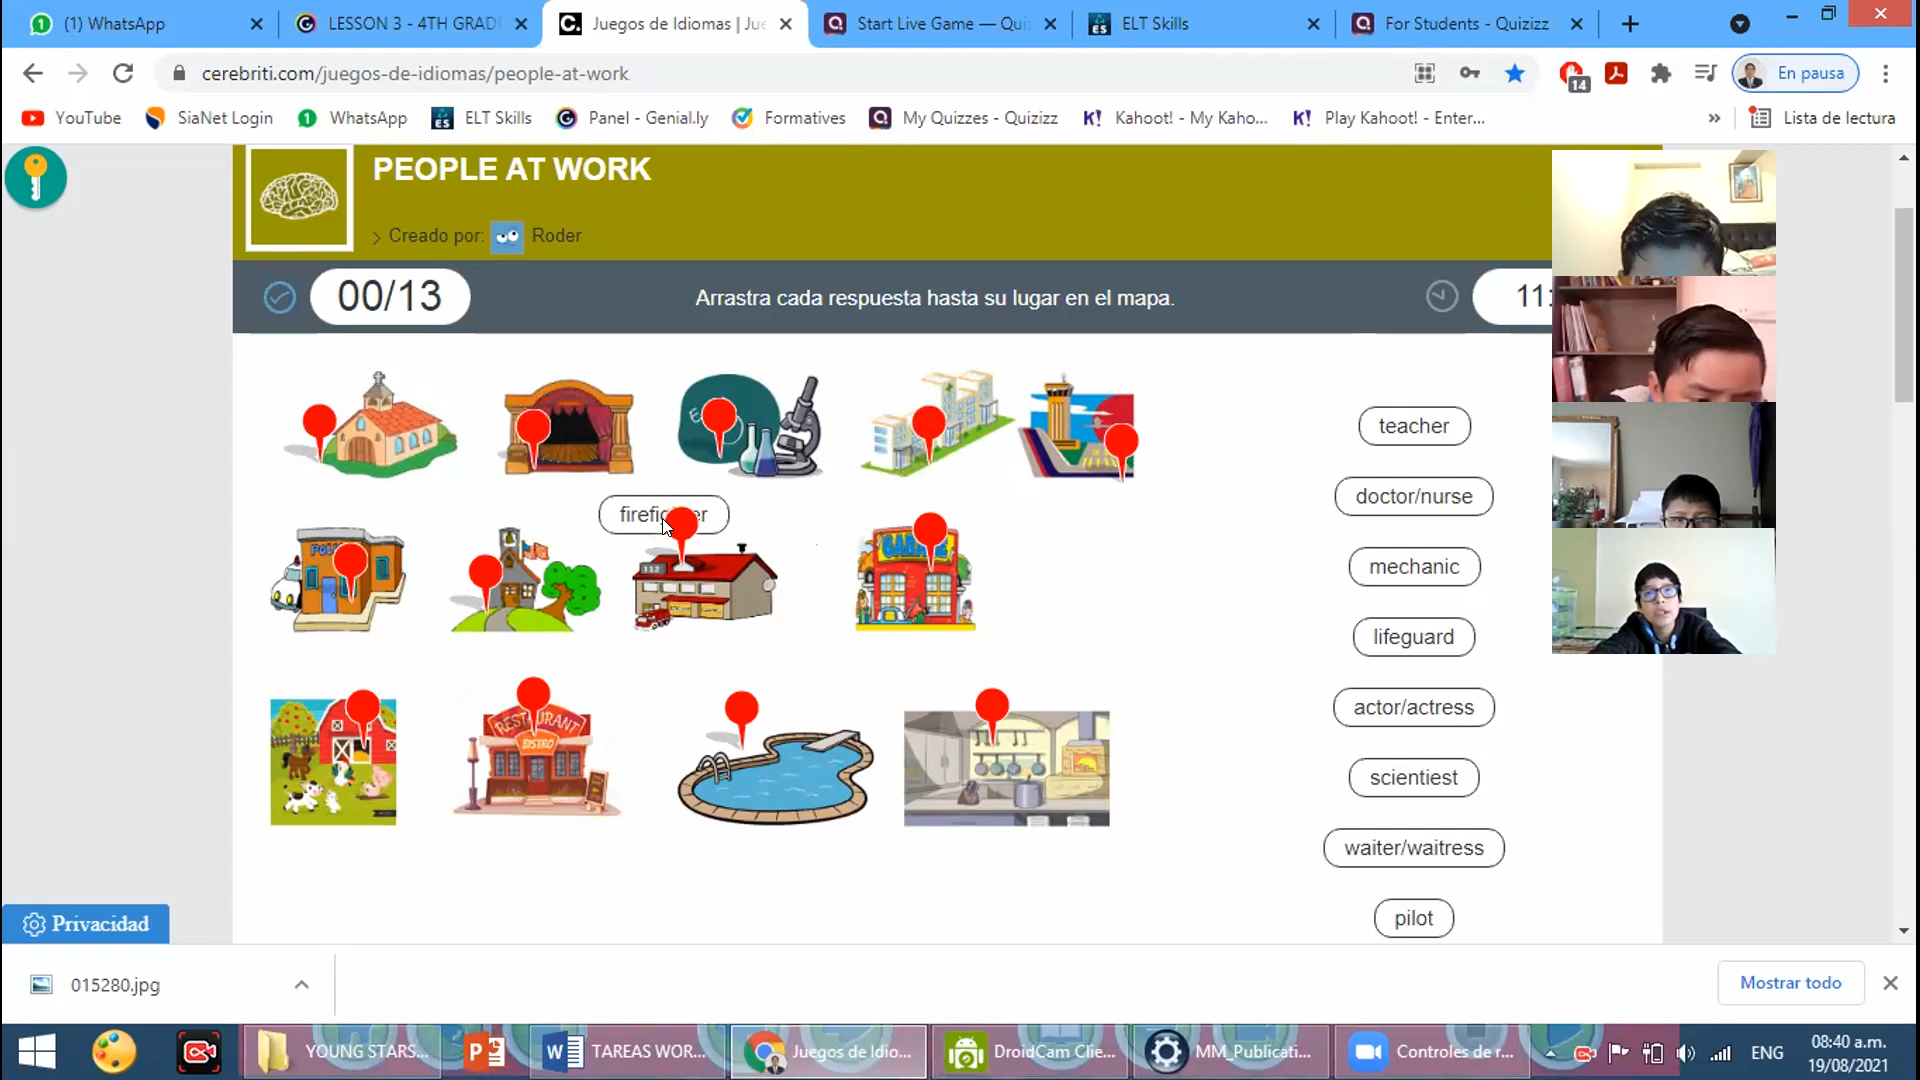 (1) WhatsApp
LESSON 3 - 4TH GRAD
Juegos de Idiomas | Jue
Start Live Game — Qui
ELT Skills
For Students - Quizizz
cerebriti.com/juegos-de-idiomas/people-at-work
14
En pausa
YouTube
SiaNet Login
WhatsApp
ELT Skills
Panel - Genial.ly
Formatives
My Quizzes - Quizizz
Kahoot! - My Kaho...
Play Kahoot! - Enter...
»
Lista de lectura
PEOPLE AT WORK
Creado por: Roder
00/13
Arrastra cada respuesta hasta su lugar en el mapa.
11:
teacher
doctor/nurse
mechanic
lifeguard
actor/actress
scientiest
waiter/waitress
pilot
112
BISTRO
Privacidad
015280.jpg
Mostrar todo
YOUNG STARS...
TAREAS WOR...
Juegos de Idio...
DroidCam Clie...
MM_Publicati...
Controles de r...
ENG
08:40 a.m.
19/08/2021